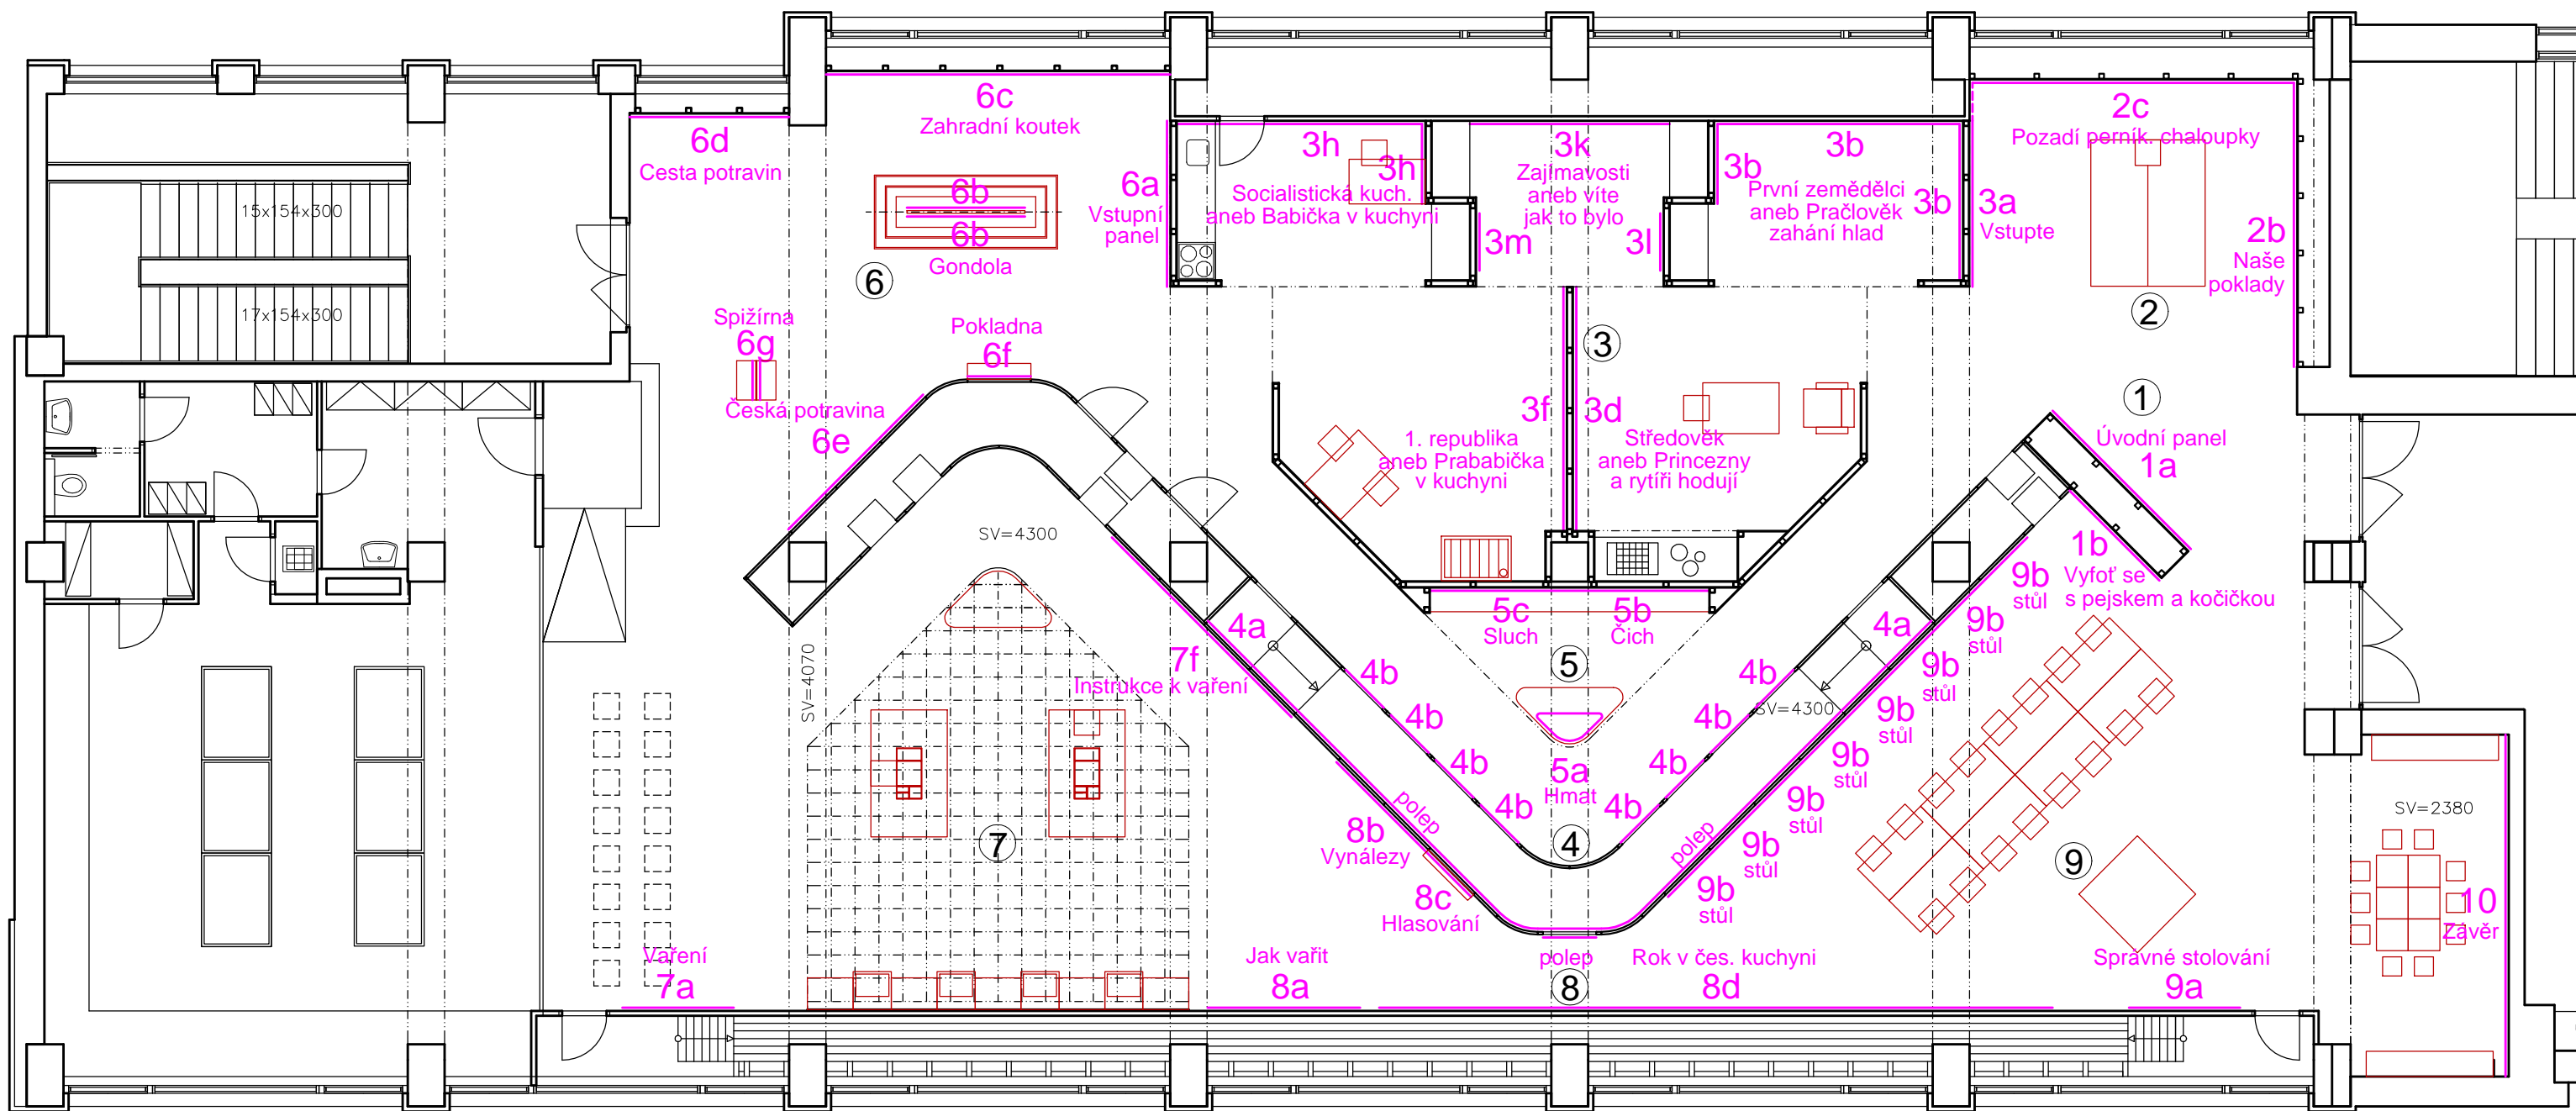 6c
Zahradní koutek
6d
Cesta potravin
15x154x300
17x154x300
6b
6b
Gondola
6
6a
Vstupní
panel
3h
3h
Socialistická kuch.
aneb Babička v kuchyni
3k
Zajímavosti
aneb víte
jak to bylo
3m
3l
3b
3b
3b
První zemědělci
aneb Pračlověk
zahání hlad
3a
Vstupte
2c
Pozadí perník. chaloupky
2b
Naše
poklady
2
1
Úvodní panel
1a
1b
Vyfoť se
s pejskem a kočičkou
Spižírna
6g
Pokladna
6f
Česká potravina
6e
3
3f
1. republika
aneb Prababička
v kuchyni
3d
Středověk
aneb Princezny
a rytíři hodují
SV=4300
SV=4070
5c
Sluch
5b
Čich
5
5a
Hmat
4a
4b
4b
4b
4b
4a
4b
4b
4b
4b
4
SV=4300
7f
Instrukce k vaření
7
Vaření
7a
polep
8b
Vynálezy
8c
Hlasování
Jak vařit
8a
polep
8
Rok v čes. kuchyni
8d
polep
9b
stůl
9b
stůl
9b
stůl
9b
stůl
9b
stůl
9b
stůl
9b
stůl
9b
stůl
9
Správné stolování
9a
SV=2380
10
Závěr